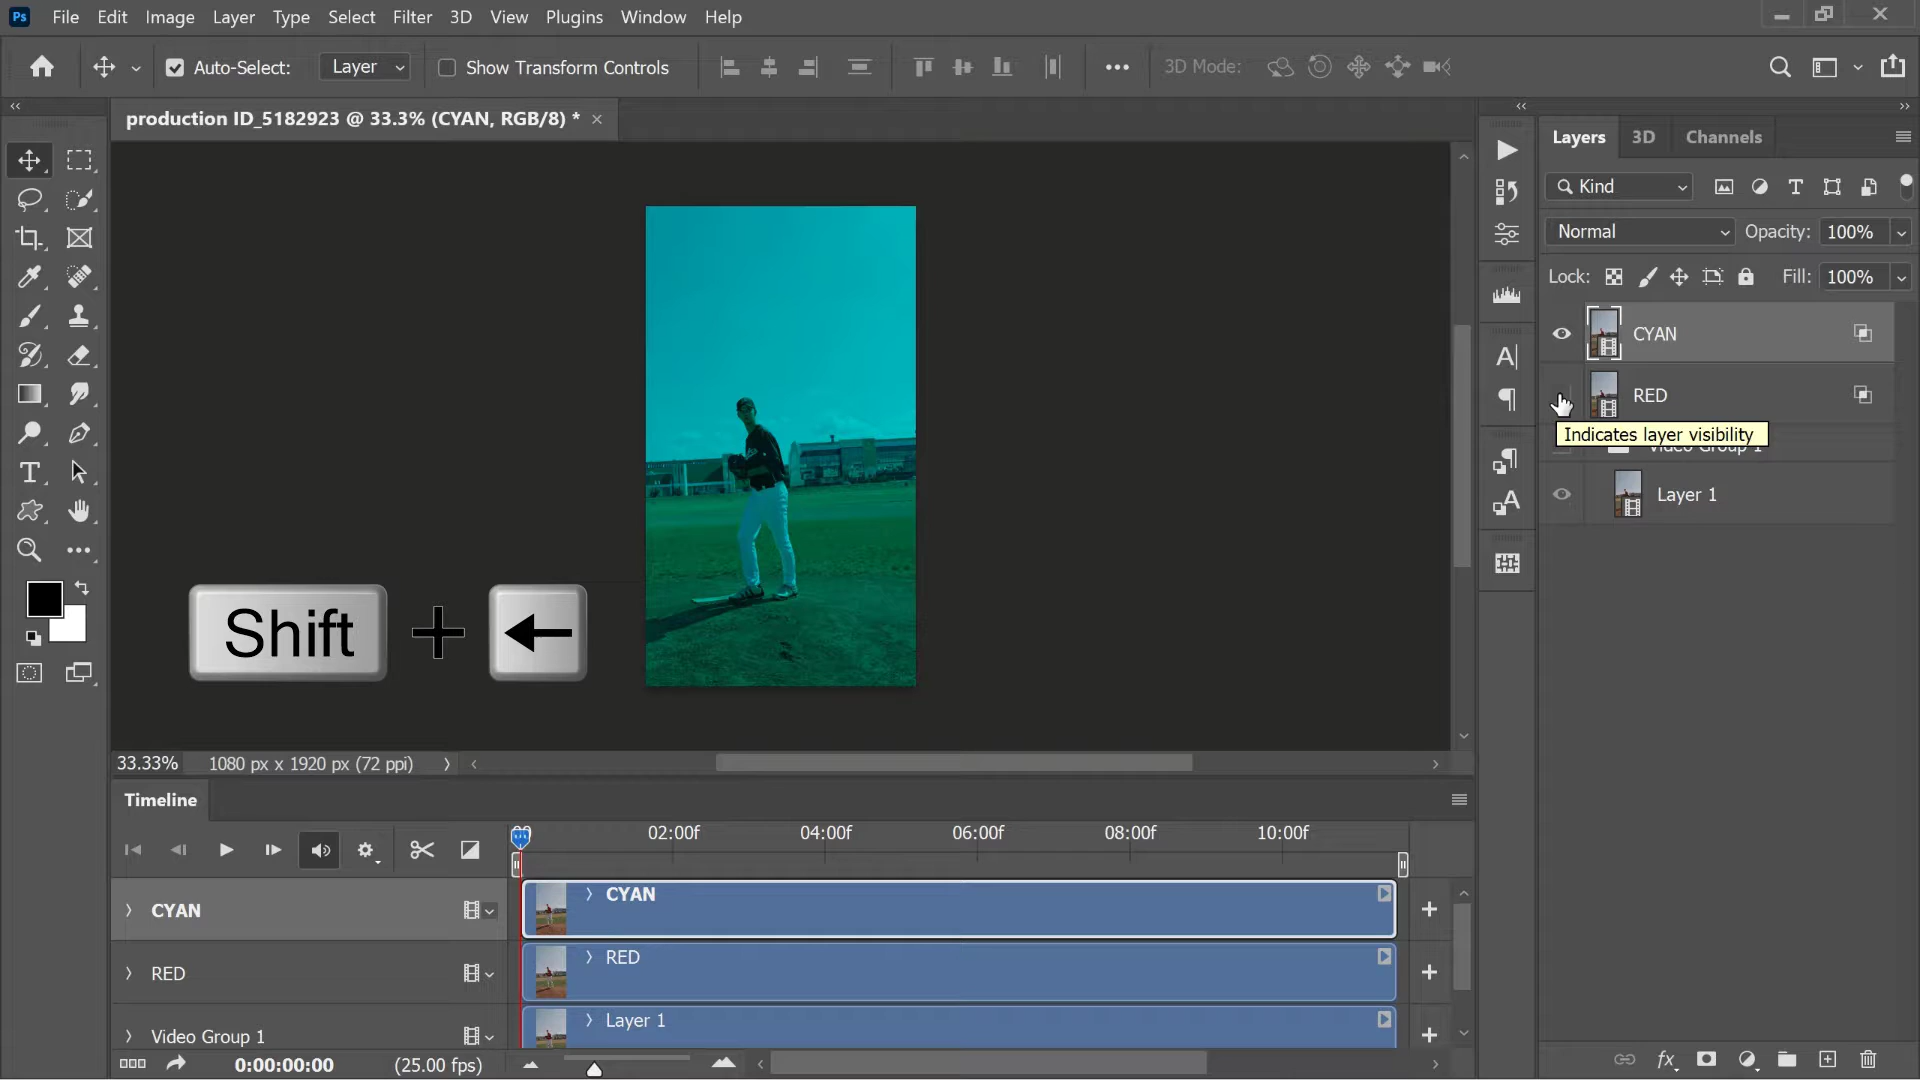 Ps File Edit Image Layer Type Select Filter 3D View Plugins Window Help
Auto-Select: Layer Show Transform Controls 3D Mode:
production ID_5182923 @ 33.3% (CYAN, RGB/8) *
Layers 3D Channels
Kind
Normal Opacity: 100%
Lock: Fill: 100%
CYAN
RED
Indicates layer visibility
Video Group 1
Layer 1
Shift +
33.33% 1080 px x 1920 px (72 ppi)
Timeline
00 02:00f 04:00f 06:00f 08:00f 10:00f
CYAN CYAN
RED RED
Video Group 1 Layer 1
0:00:00:00 (25.00 fps)